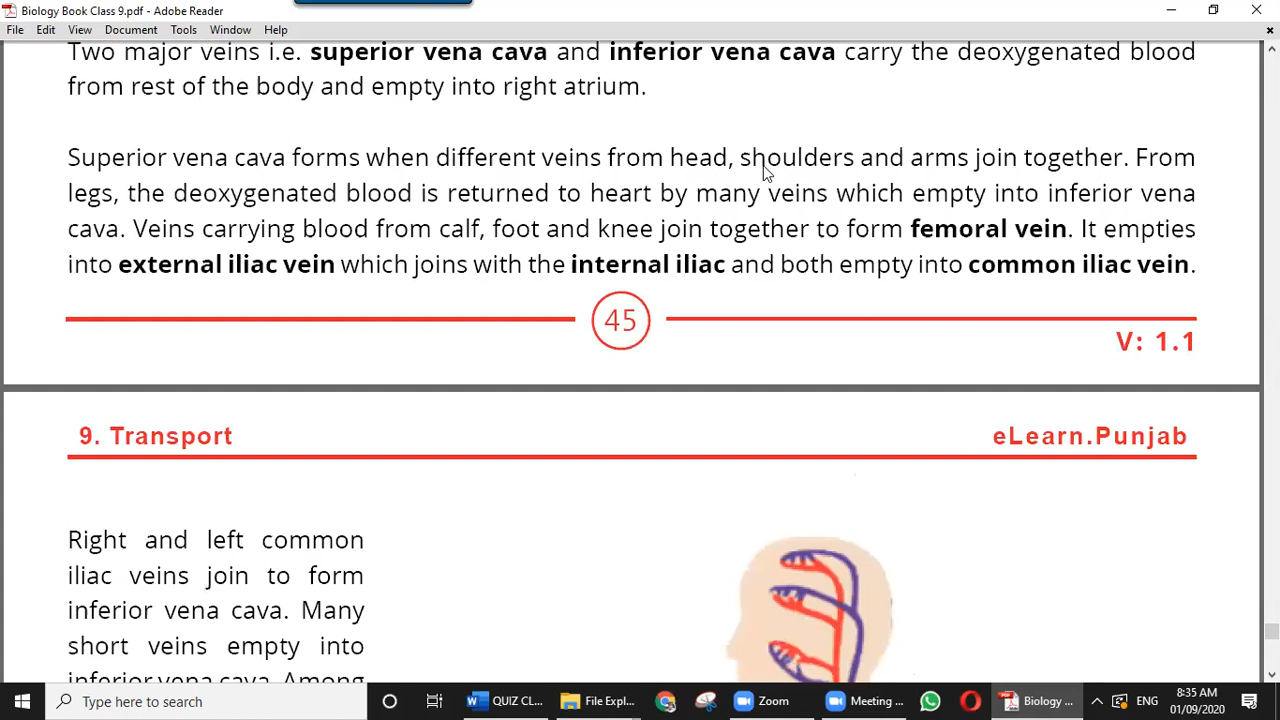 Biology Book Class 9.pdf - Adobe Reader
File Edit View Document Tools Window Help
Two major veins i.e. superior vena cava and inferior vena cava carry the deoxygenated blood
from rest of the body and empty into right atrium.
Superior vena cava forms when different veins from head, shoulders and arms join together. From
legs, the deoxygenated blood is returned to heart by many veins which empty into inferior vena
cava. Veins carrying blood from calf, foot and knee join together to form femoral vein. It empties
into external iliac vein which joins with the internal iliac and both empty into common iliac vein.
45
V: 1.1
9. Transport eLearn.Punjab
Right and left common
iliac veins join to form
inferior vena cava. Many
short veins empty into
inferior vena cava. Among
Type here to search QUIZ CL... File Expl... Zoom Meeting ... Biology ... ENG 8:35 AM
01/09/2020